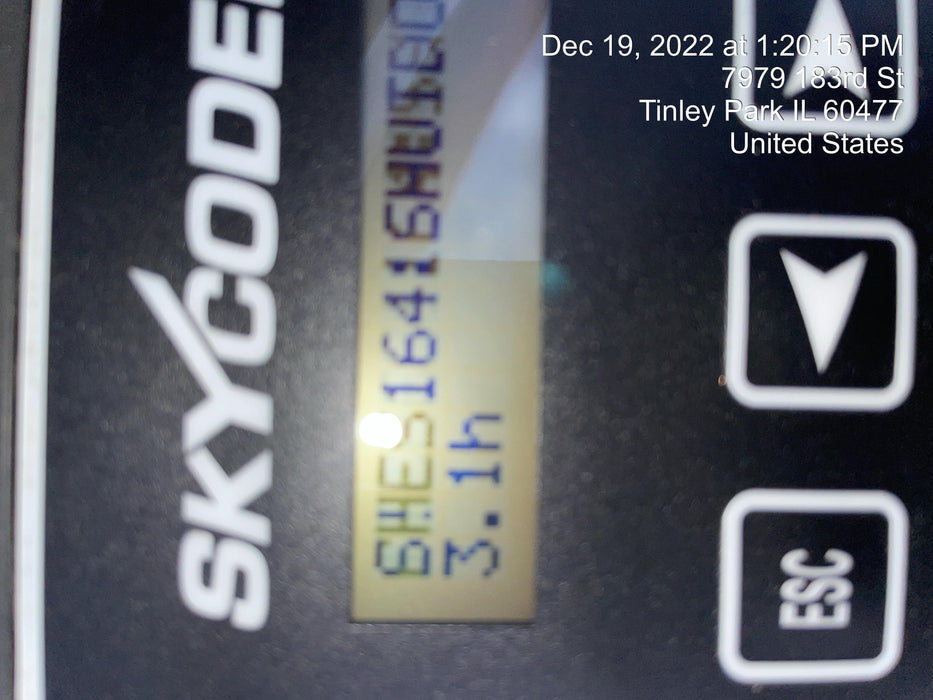 Dec 19, 2022 at 1:20:15 PM
7979 183rd St
Tinley Park IL 60477
United States
SKYCODE
164:
3.1h
ESC